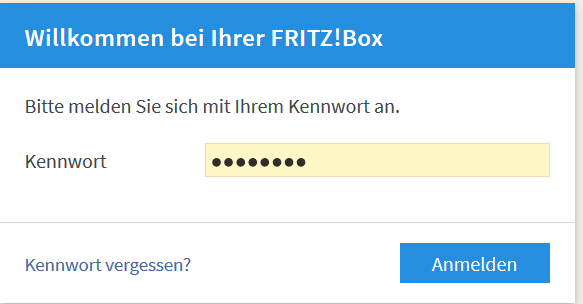 Willkommen bei Ihrer FRITZ!Box
Bitte melden Sie sich mit Ihrem Kennwort an.
Kennwort ●●●●●●●●
Kennwort vergessen? Anmelden